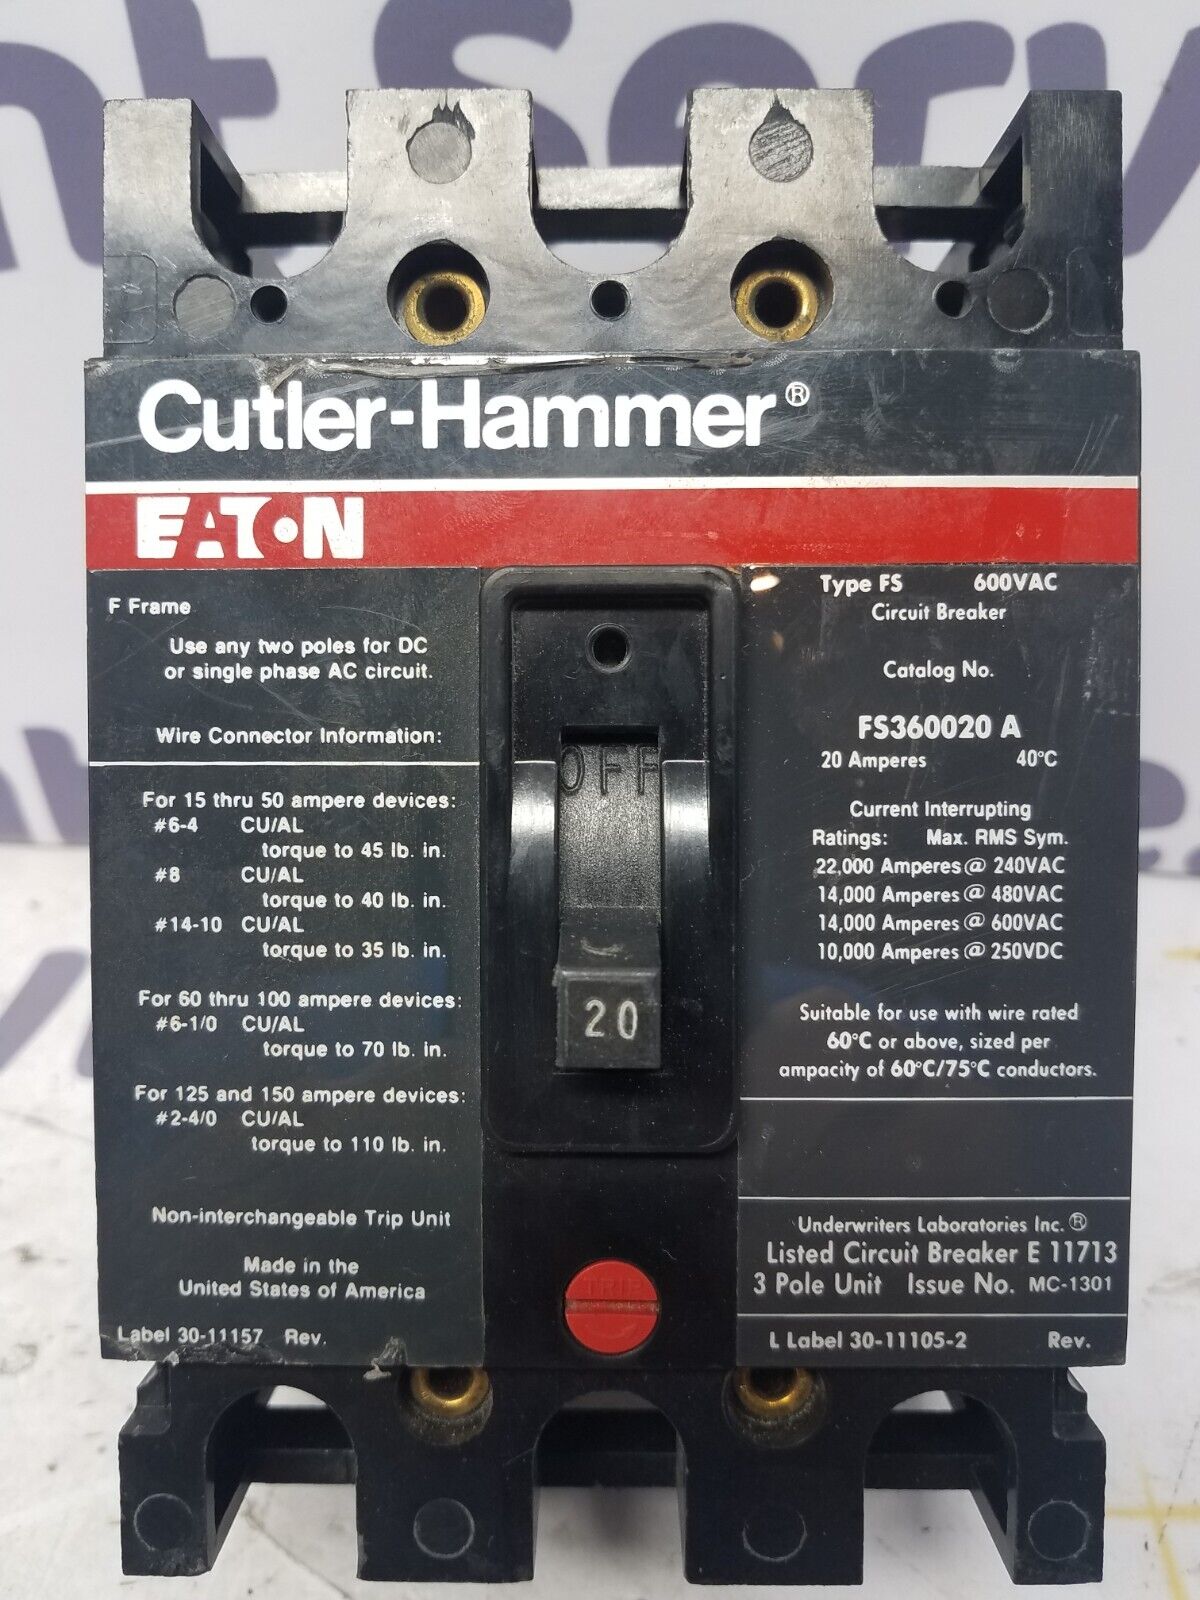 Cutler-Hammer®
EATON
F Frame
Use any two poles for DC
or single phase AC circuit.
Wire Connector Information:
For 15 thru 50 ampere devices:
#6-4 CU/AL
torque to 45 lb. in.
#8 CU/AL
torque to 40 lb. in.
#14-10 CU/AL
torque to 35 lb. in.
For 60 thru 100 ampere devices:
#6-1/0 CU/AL
torque to 70 lb. in.
For 125 and 150 ampere devices:
#2-4/0 CU/AL
torque to 110 lb. in.
Non-interchangeable Trip Unit
Made in the
United States of America
Label 30-11157 Rev.
OFF
20
TRIP
Type FS 600VAC
Circuit Breaker
Catalog No.
FS360020 A
20 Amperes 40°C
Current Interrupting
Ratings: Max. RMS Sym.
22,000 Amperes @ 240VAC
14,000 Amperes @ 480VAC
14,000 Amperes @ 600VAC
10,000 Amperes @ 250VDC
Suitable for use with wire rated
60°C or above, sized per
ampacity of 60°C/75°C conductors.
Underwriters Laboratories Inc.®
Listed Circuit Breaker E 11713
3 Pole Unit Issue No. MC-1301
L Label 30-11105-2 Rev.